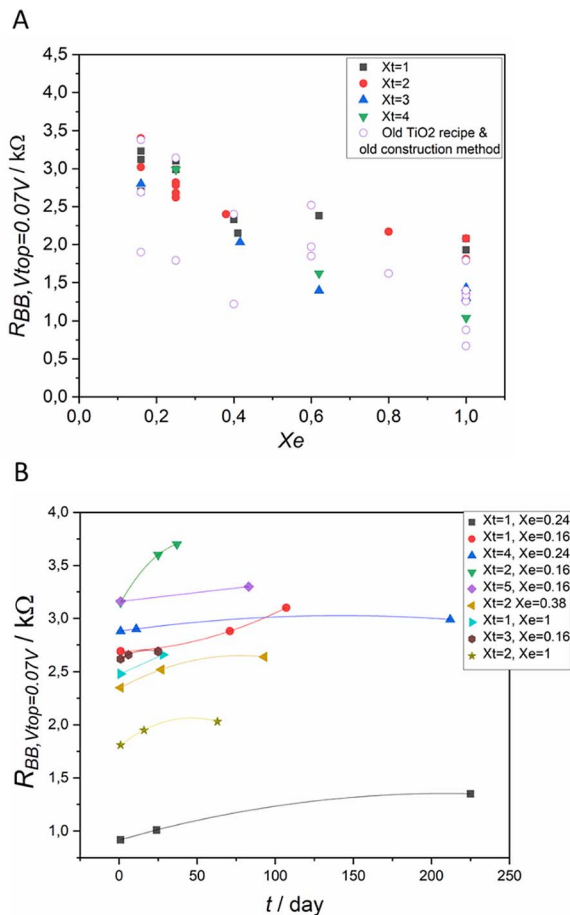 A
Xt=1
Xt=2
Xt=3
Xt=4
Old TiO2 recipe &
old construction method
4,5
4,0
3,5
3,0
2,5
2,0
1,5
1,0
0,5
0,0
R_BB,Vtop=0.07V / kΩ
0,0 0,2 0,4 0,6 0,8 1,0
Xe
B
Xt=1, Xe=0.24
Xt=1, Xe=0.16
Xt=4, Xe=0.24
Xt=2, Xe=0.16
Xt=5, Xe=0.16
Xt=2 Xe=0.38
Xt=1, Xe=1
Xt=3, Xe=0.16
Xt=2, Xe=1
4,0
3,5
3,0
2,5
2,0
1,5
1,0
R_BB,Vtop=0.07V / kΩ
0 50 100 150 200 250
t / day